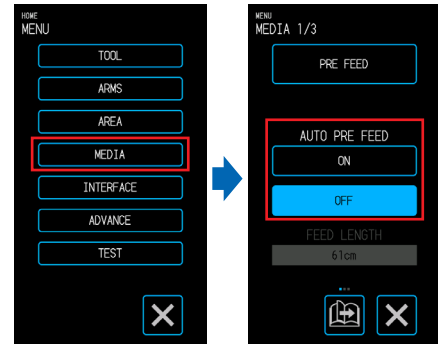 HOME
MENU
TOOL
ARMS
AREA
MEDIA
INTERFACE
ADVANCE
TEST
MENU
MEDIA 1/3
PRE FEED
AUTO PRE FEED
ON
OFF
FEED LENGTH
61cm